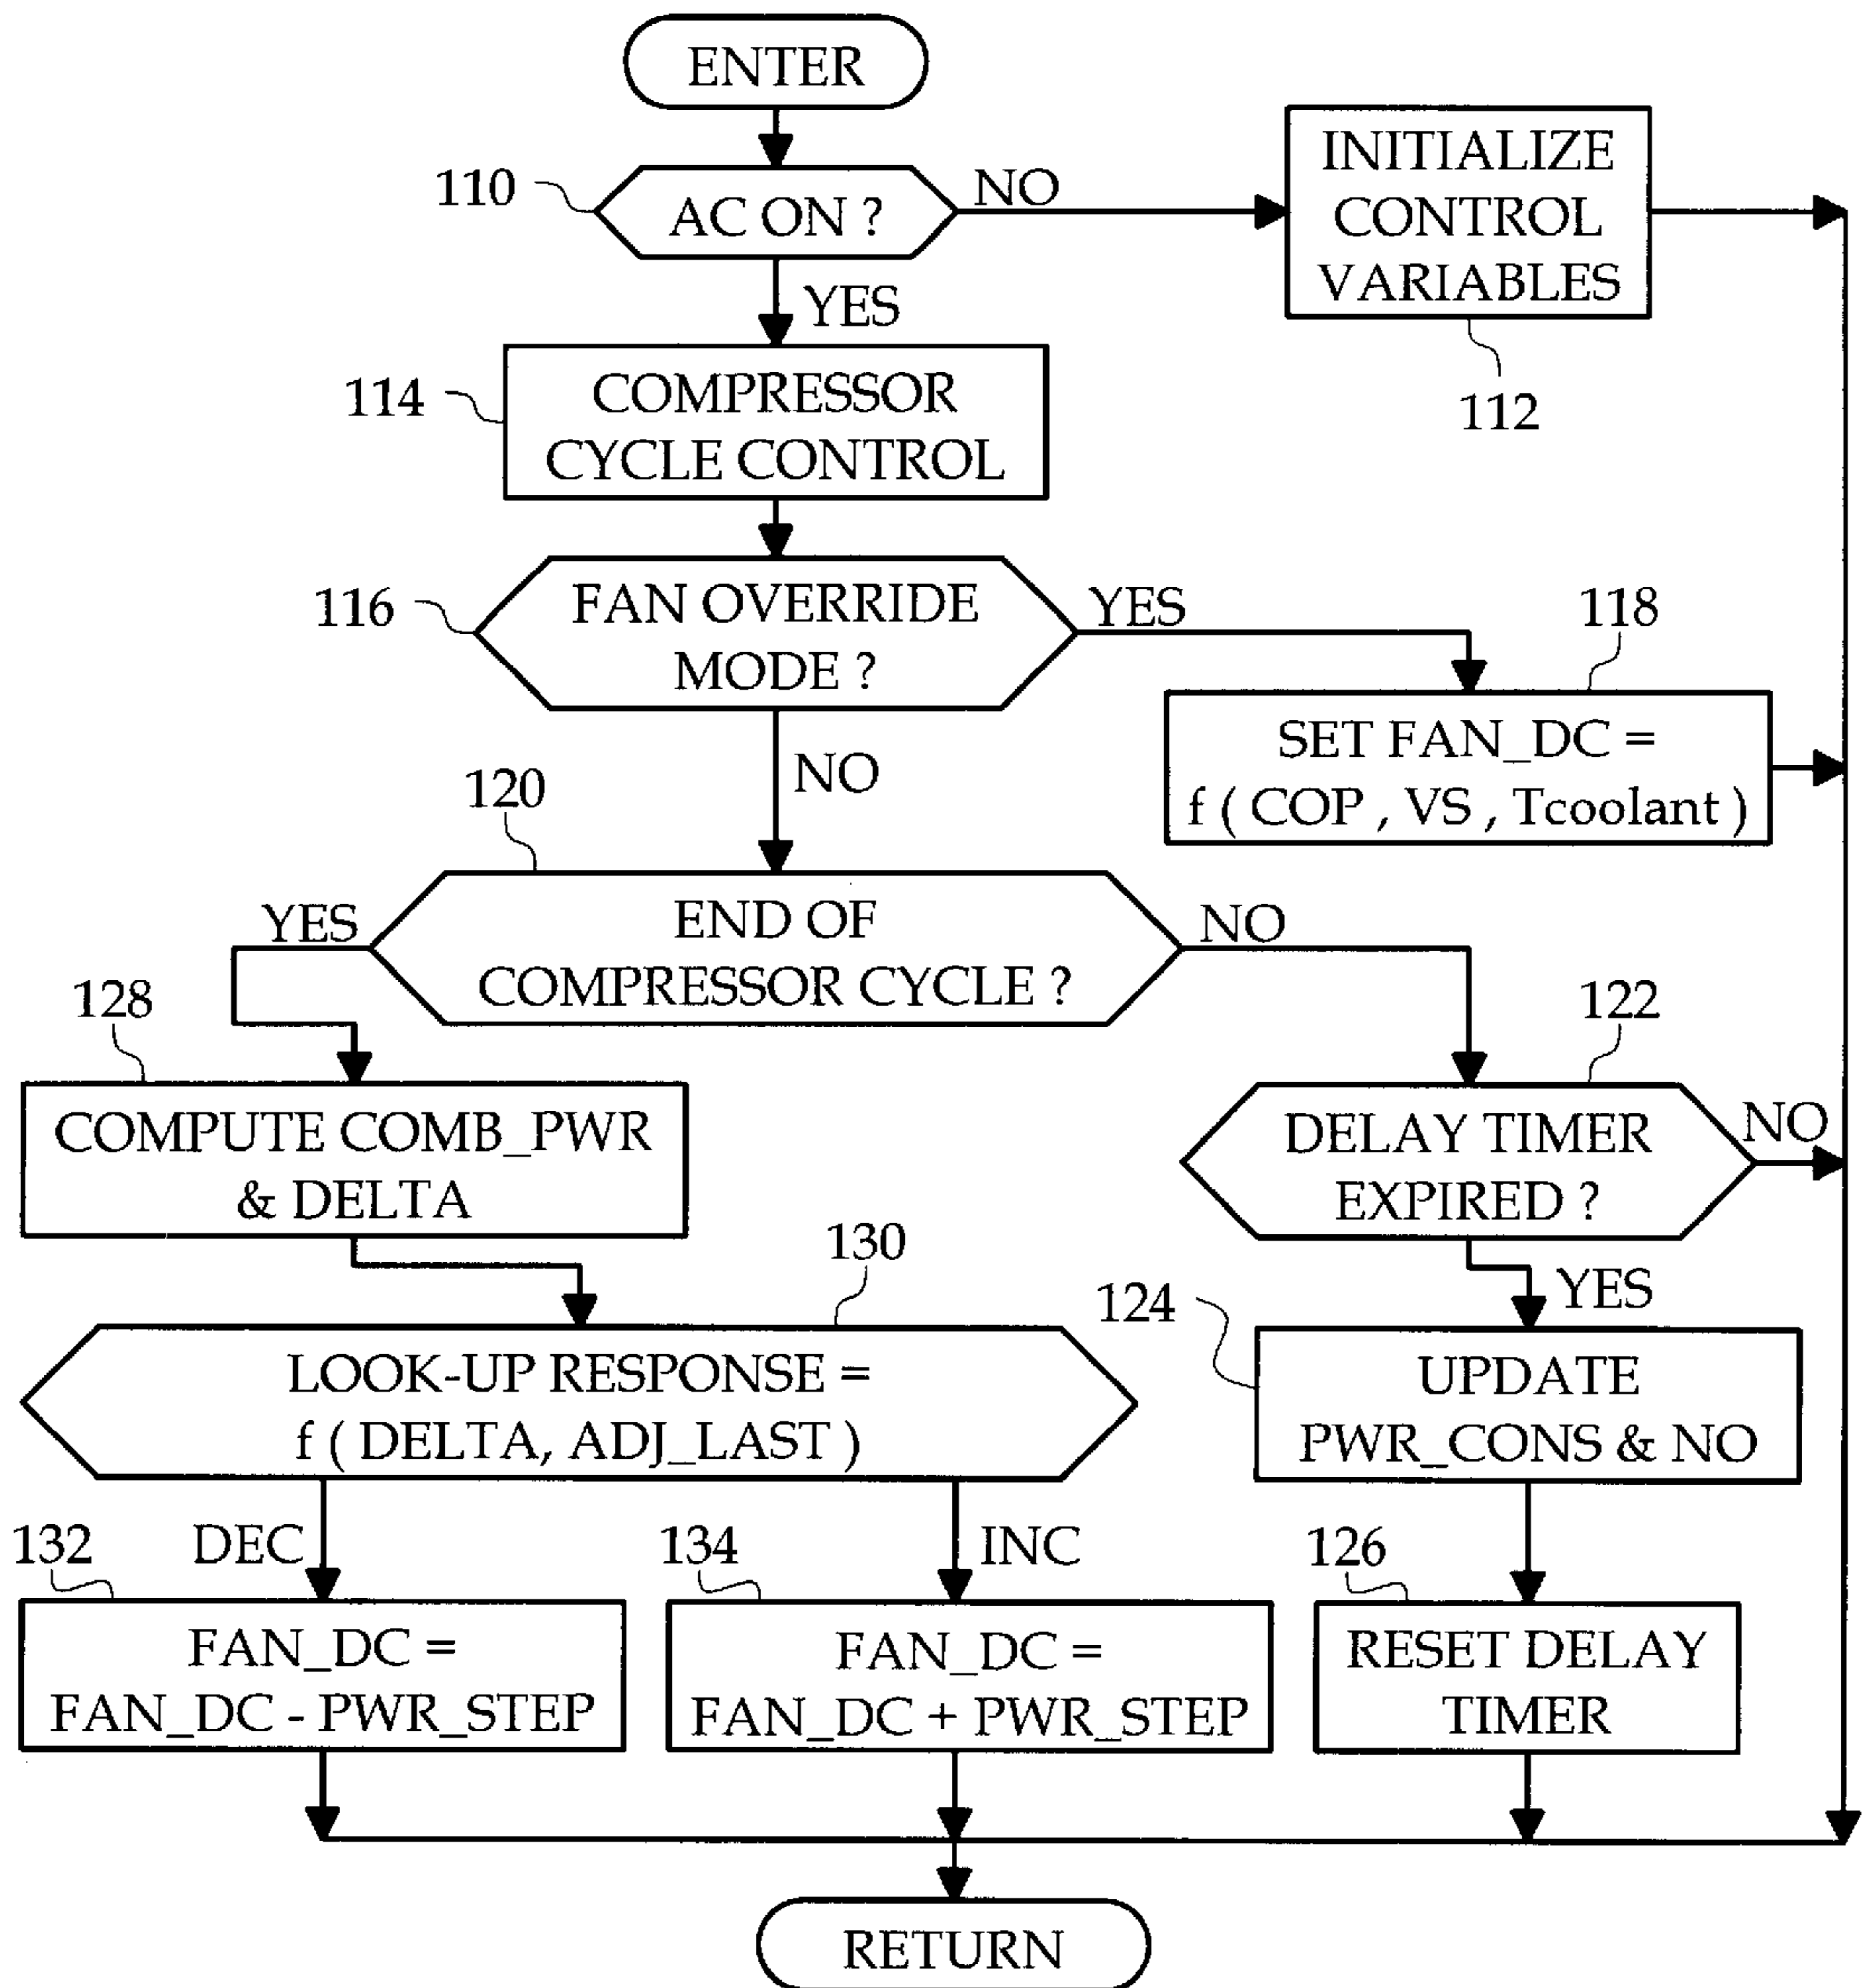 ENTER
110
AC ON ?
NO
INITIALIZE
CONTROL
VARIABLES
112
YES
114
COMPRESSOR
CYCLE CONTROL
116
FAN OVERRIDE
MODE ?
YES
118
SET FAN_DC =
f ( COP , VS , Tcoolant )
NO
120
YES
END OF
COMPRESSOR CYCLE ?
NO
128
COMPUTE COMB_PWR
& DELTA
122
DELAY TIMER
EXPIRED ?
NO
YES
130
LOOK-UP RESPONSE =
f ( DELTA, ADJ_LAST )
124
UPDATE
PWR_CONS & NO
DEC
INC
132
FAN_DC =
FAN_DC - PWR_STEP
134
FAN_DC =
FAN_DC + PWR_STEP
126
RESET DELAY
TIMER
RETURN